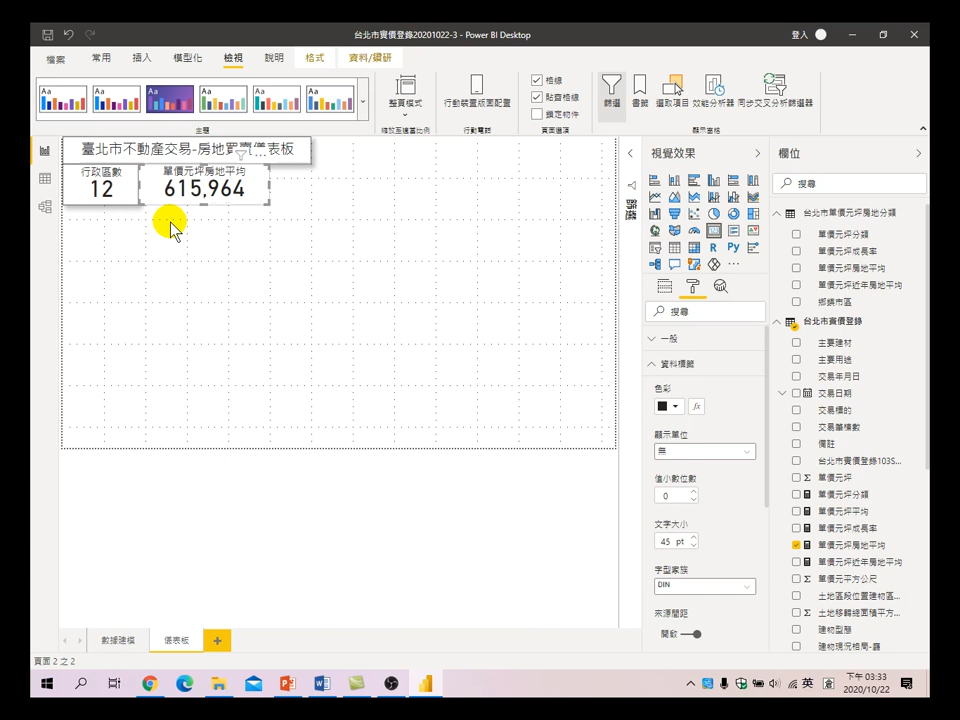 台北市實價登錄20201022-3 - Power BI Desktop
登入
檔案
常用
插入
模型化
檢視
說明
格式
資料/鑽研
Aa
Aa
Aa
Aa
Aa
Aa
整頁模式
行動裝置版面配置
格線
貼齊格線
鎖定物件
篩選
書籤
選取項目
效能分析器
同步交叉分析篩選器
主題
縮放至適當比例
行動電話
頁面選項
顯示窗格
臺北市不動產交易-房地買賣儀表板
行政區數
12
單價元坪房地平均
615,964
篩選
視覺效果
R
Py
搜尋
一般
資料標籤
色彩
fx
顯示單位
無
值小數位數
0
文字大小
45 pt
字型家族
DIN
來源間距
開啟
欄位
搜尋
台北市單價元坪房地分類
單價元坪分類
單價元坪成長率
單價元坪房地平均
單價元坪近年房地平均
鄉鎮市區
台北市實價登錄
主要建材
主要用途
交易年月日
交易日期
交易標的
交易筆棟數
備註
台北市實價登錄103S...
單價元坪
單價元坪分類
單價元坪平均
單價元坪成長率
單價元坪房地平均
單價元坪近年房地平均
單價元平方公尺
土地區段位置建物區...
土地移轉總面積平方...
建物型態
建物現況格局-廳
數據建模
儀表板
頁面 2 之 2
英
下午 03:33
2020/10/22